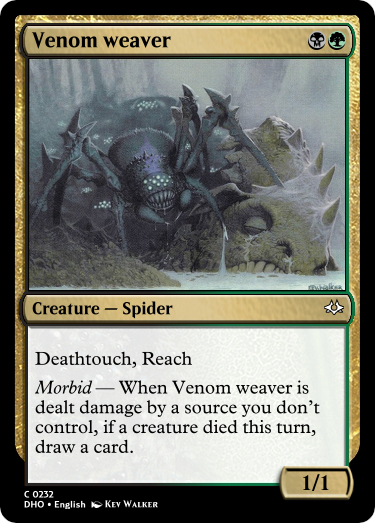 Venom weaver
Creature — Spider
Deathtouch, Reach
Morbid — When Venom weaver is
dealt damage by a source you don't
control, if a creature died this turn,
draw a card.
1/1
C 0232
DHO • English Kev Walker